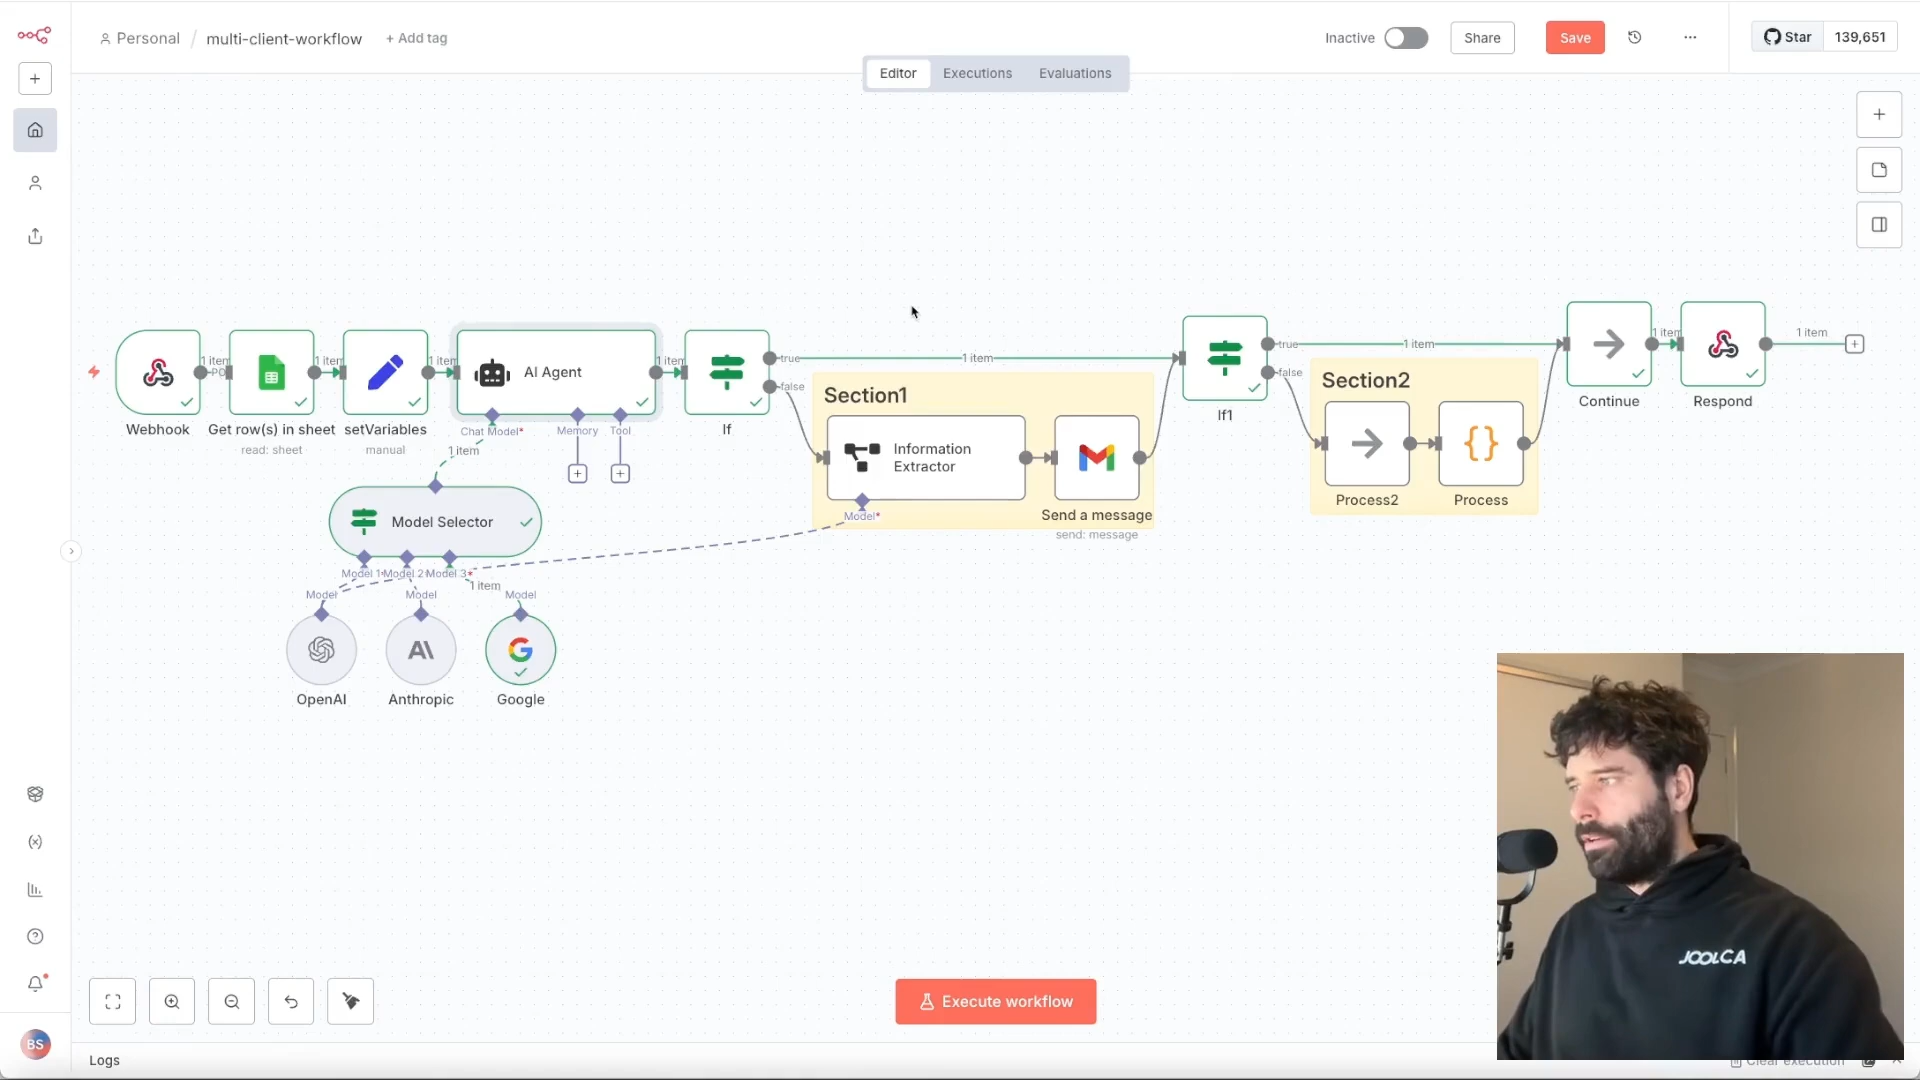 Personal / multi-client-workflow + Add tag
Inactive
Share
Save
Star 139,651
Editor Executions Evaluations
Webhook
1 item
PO
Get row(s) in sheet
read: sheet
1 item
setVariables
manual
1 item
AI Agent
Chat Model*
Memory
Tool
1 item
1 item
If
true
false
1 item
Section1
Information
Extractor
Model*
Send a message
send: message
If1
true
false
1 item
Section2
Process2
Process
Continue
1 item
Respond
1 item
Model Selector
Model 1
Model 2
Model 3*
1 item
Model
Model
Model
OpenAI
Anthropic
Google
JOOLCA
Execute workflow
BS
Logs
Clear execution